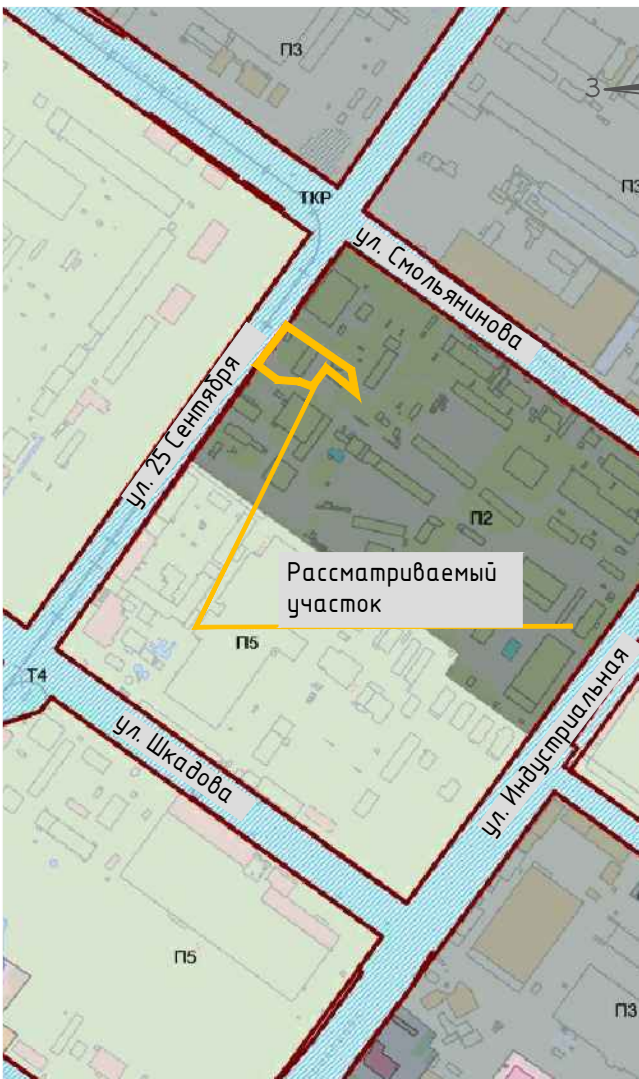 П3
З
П3
ТКР
ул. Смольянинова
ул. 25 Сентября
П2
Рассматриваемый
участок
П5
Т4
ул. Индустриальная
ул. Шкадова
П5
П3